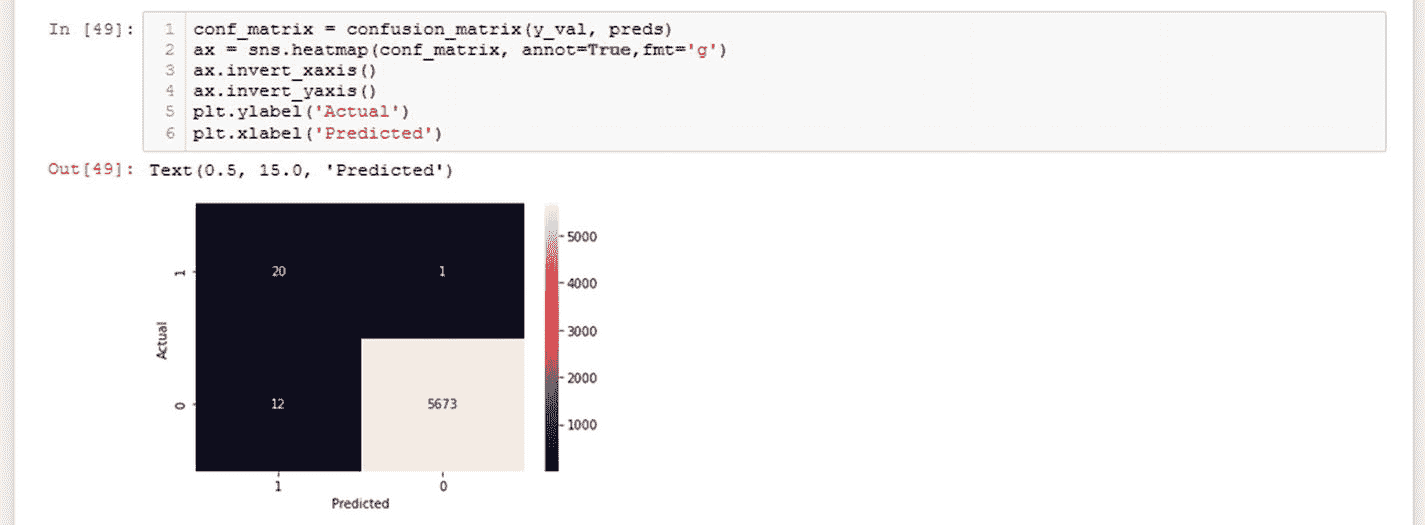 In [49]:
1 conf_matrix = confusion_matrix(y_val, preds)
2 ax = sns.heatmap(conf_matrix, annot=True,fmt='g')
3 ax.invert_xaxis()
4 ax.invert_yaxis()
5 plt.ylabel('Actual')
6 plt.xlabel('Predicted')
Out[49]: Text(0.5, 15.0, 'Predicted')
5000
1 20 1
4000
Actual
3000
2000
0 12 5673
1000
1 0
Predicted